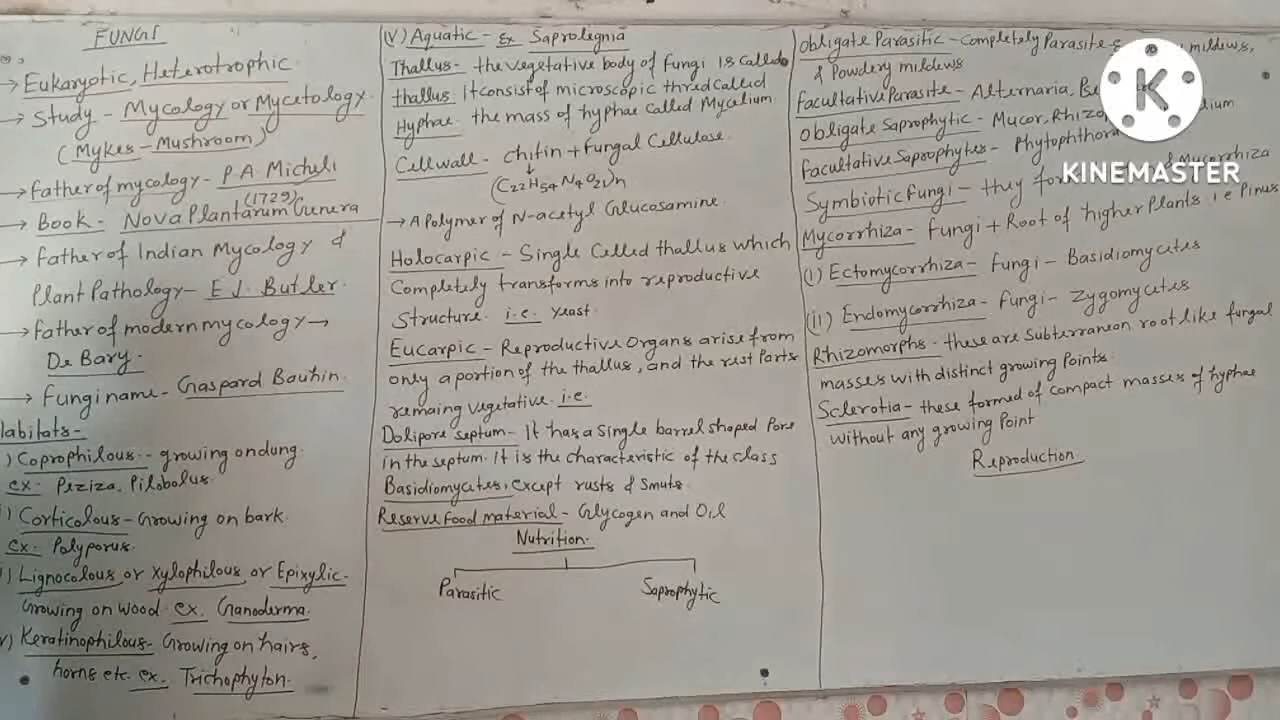 FUNGI
→ Eukaryotic, Heterotrophic
→ Study - Mycology or Mycetology
(Mykes - Mushroom)
→ Father of mycology - P.A Micheli
(1729)
→ Book - Nova Plantarum Genera
→ Father of Indian Mycology &
Plant Pathology - E.J. Butler.
→ Father of modern mycology →
De Bary.
→ Fungi name - Gaspard Bauhin.
labitats -
) Coprophilous - growing on dung
ex: Peziza, Pilobolus.
) Corticolous - Growing on bark.
ex. Polyporus.
) Lignocolous or xylophilous or Epixylic -
Growing on wood ex. Ganoderma.
v) Keratinophilous - Growing on hairs,
horns etc. ex. Trichophyton.
(V) Aquatic - Ex Saprolegnia
Thallus - the vegetative body of fungi is called
thallus. It consist of microscopic thred called
Hyphae. the mass of hyphae called Mycelium.
Cellwall - chitin + Fungal Cellulose.
↓
(C22H54N4O21)n
→ A Polymer of N-acetyl Glucosamine
Holocarpic - Single Called thallus which
Completely transforms into reproductive
Structure. i.e. yeast.
Eucarpic - Reproductive Organs arise from
only a portion of the thallus, and the rest Parts
remaing vegetative. i.e.
Dolipore septum - It has a single barrel shaped Pore
in the septum. It is the characteristic of the class
Basidiomycetes, except rusts & smuts.
Reserve food material - Glycogen and Oil
Nutrition.
Parasitic Saprophytic
Obligate Parasitic - Completely Parasite mildews,
& Powdery mildews
Facultative Parasite - Alternaria,
Obligate Saprophytic - Mucor,
Facultative Saprophytes - Phytophthora
Symbiotic Fungi - they Mycorrhiza
Mycorrhiza - Fungi + Root of higher Plants i.e Pinus
(i) Ectomycorrhiza - Fungi - Basidiomycetes
(ii) Endomycorrhiza - Fungi - Zygomycetes
Rhizomorphs - these are Subterranean root like fungal
masses with distinct growing Points.
Sclerotia - these formed of compact masses of hyphae
without any growing Point
Reproduction.
K
KINEMASTER